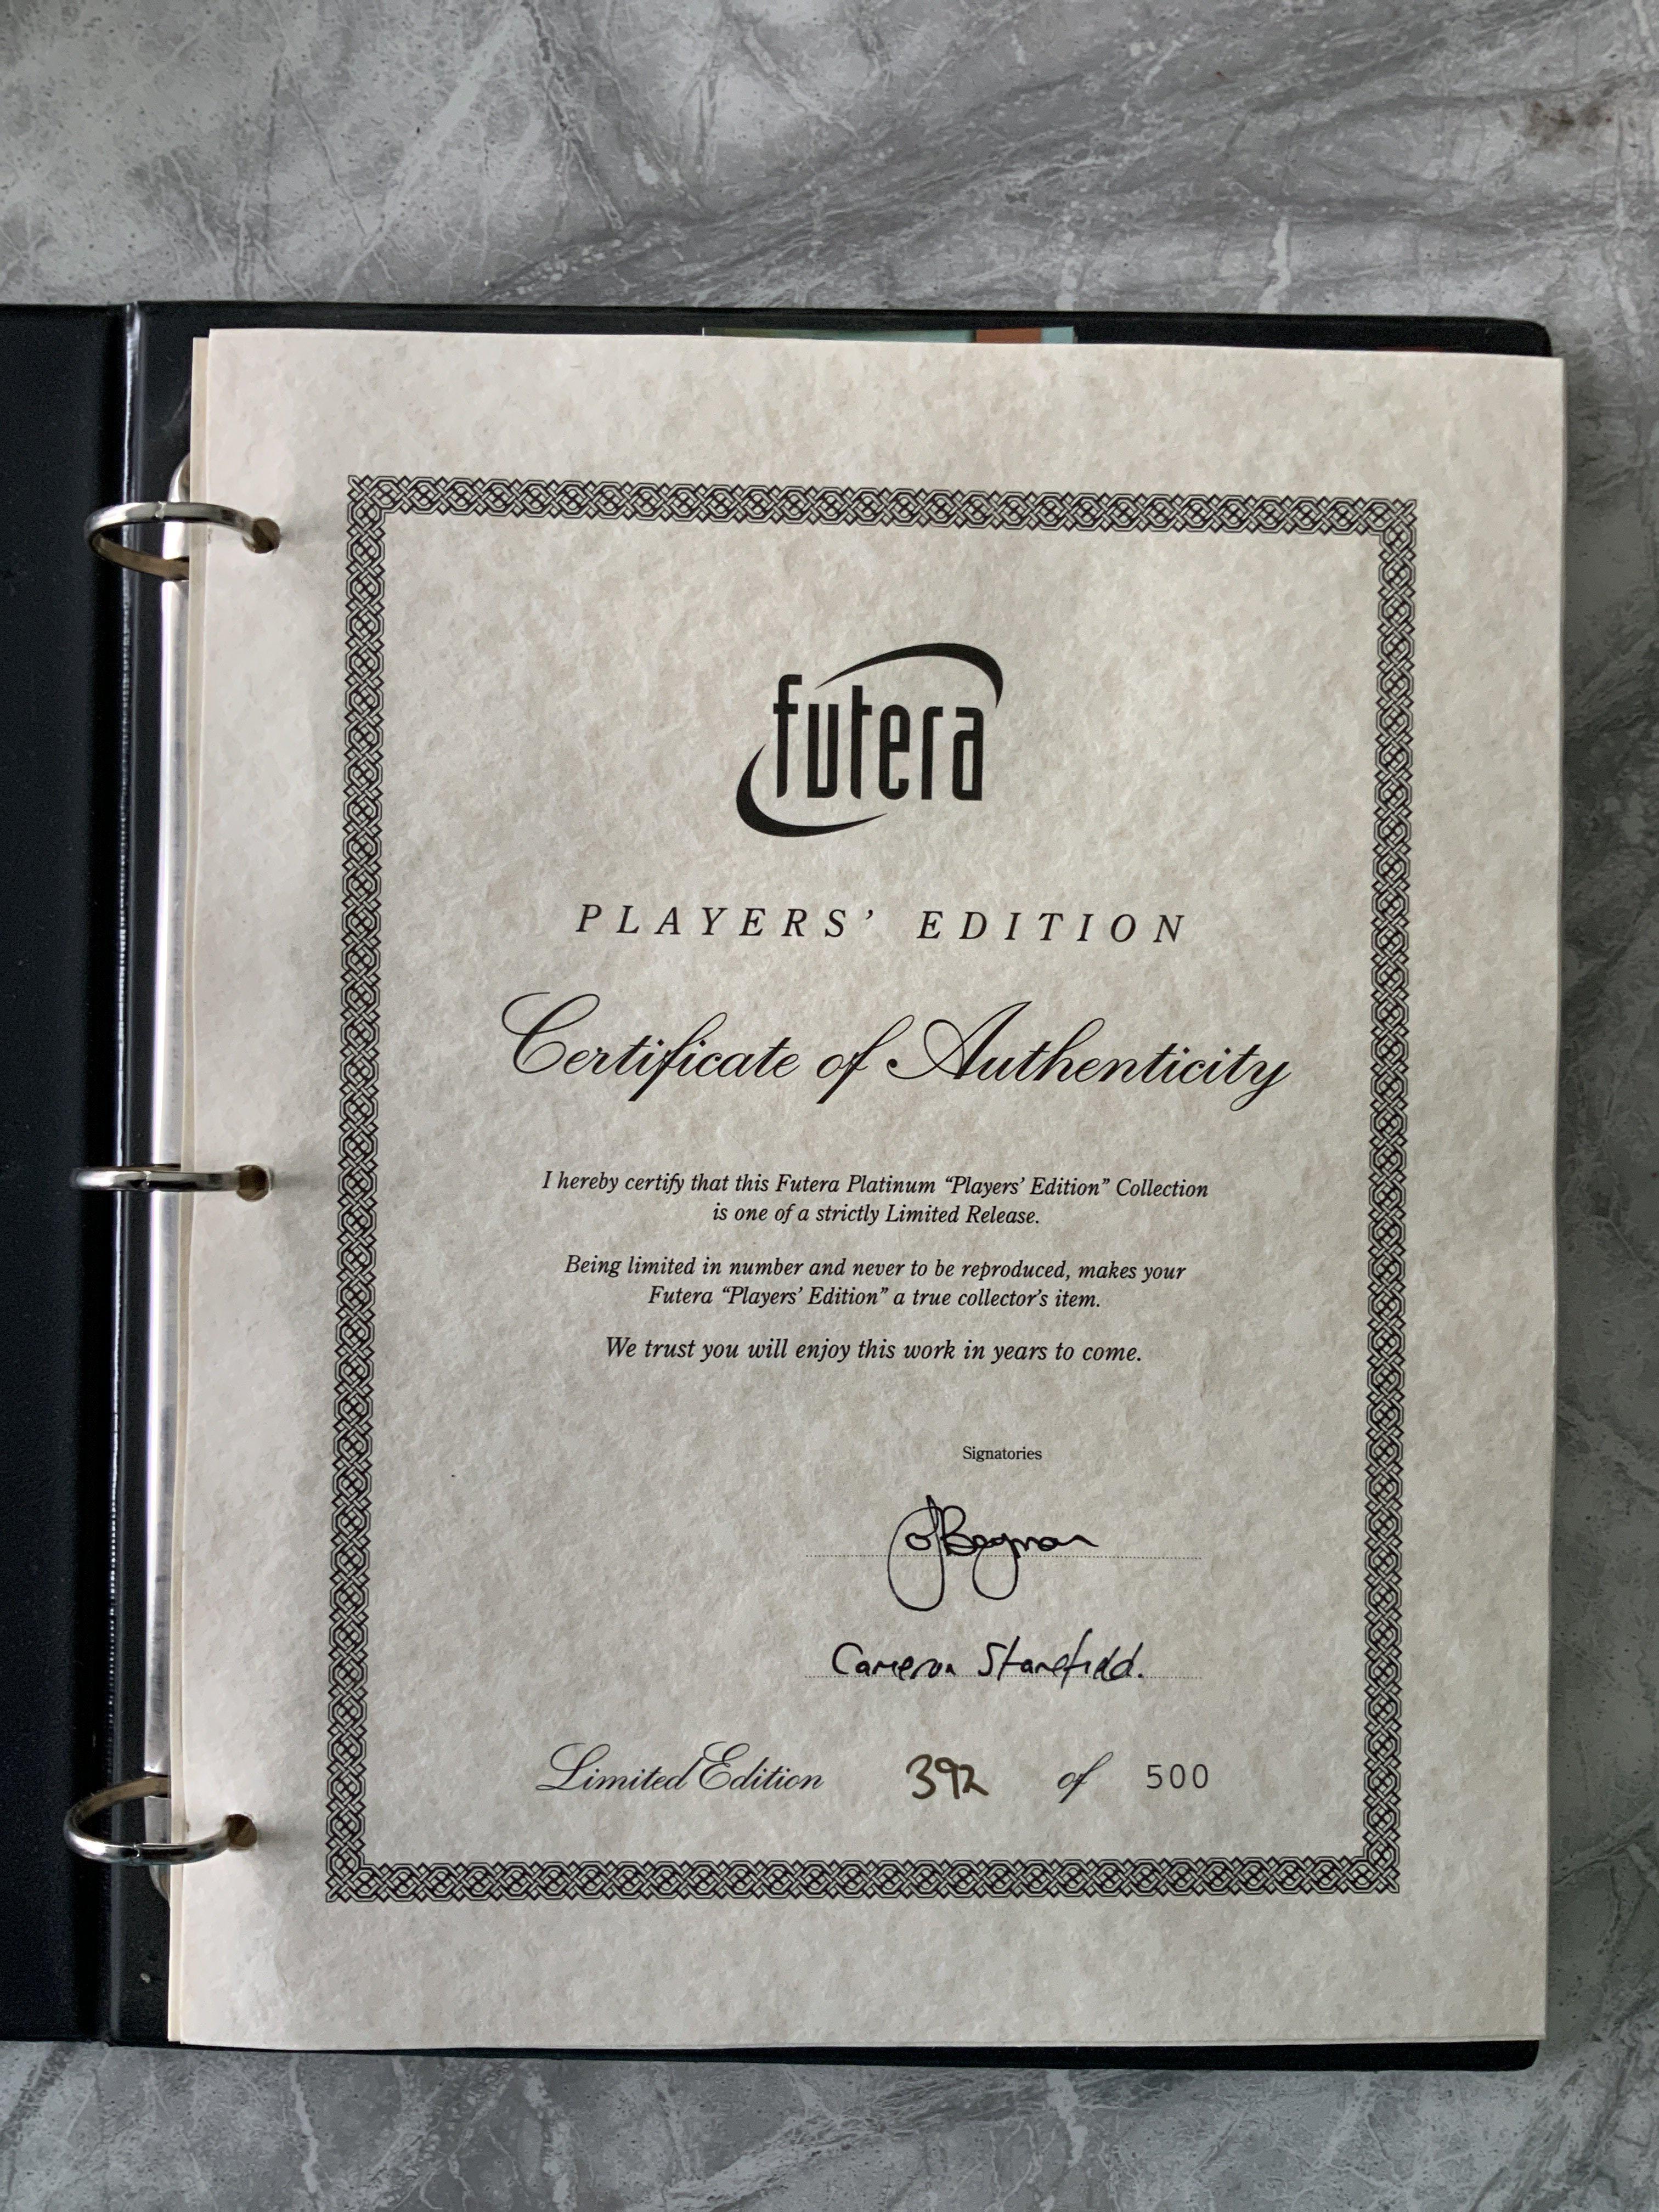 futera
PLAYERS' EDITION
Certificate of Authenticity
I hereby certify that this Futera Platinum “Players' Edition” Collection
is one of a strictly Limited Release.
Being limited in number and never to be reproduced, makes your
Futera “Players' Edition” a true collector's item.
We trust you will enjoy this work in years to come.
Signatories
Cameron
Limited Edition 392 of 500